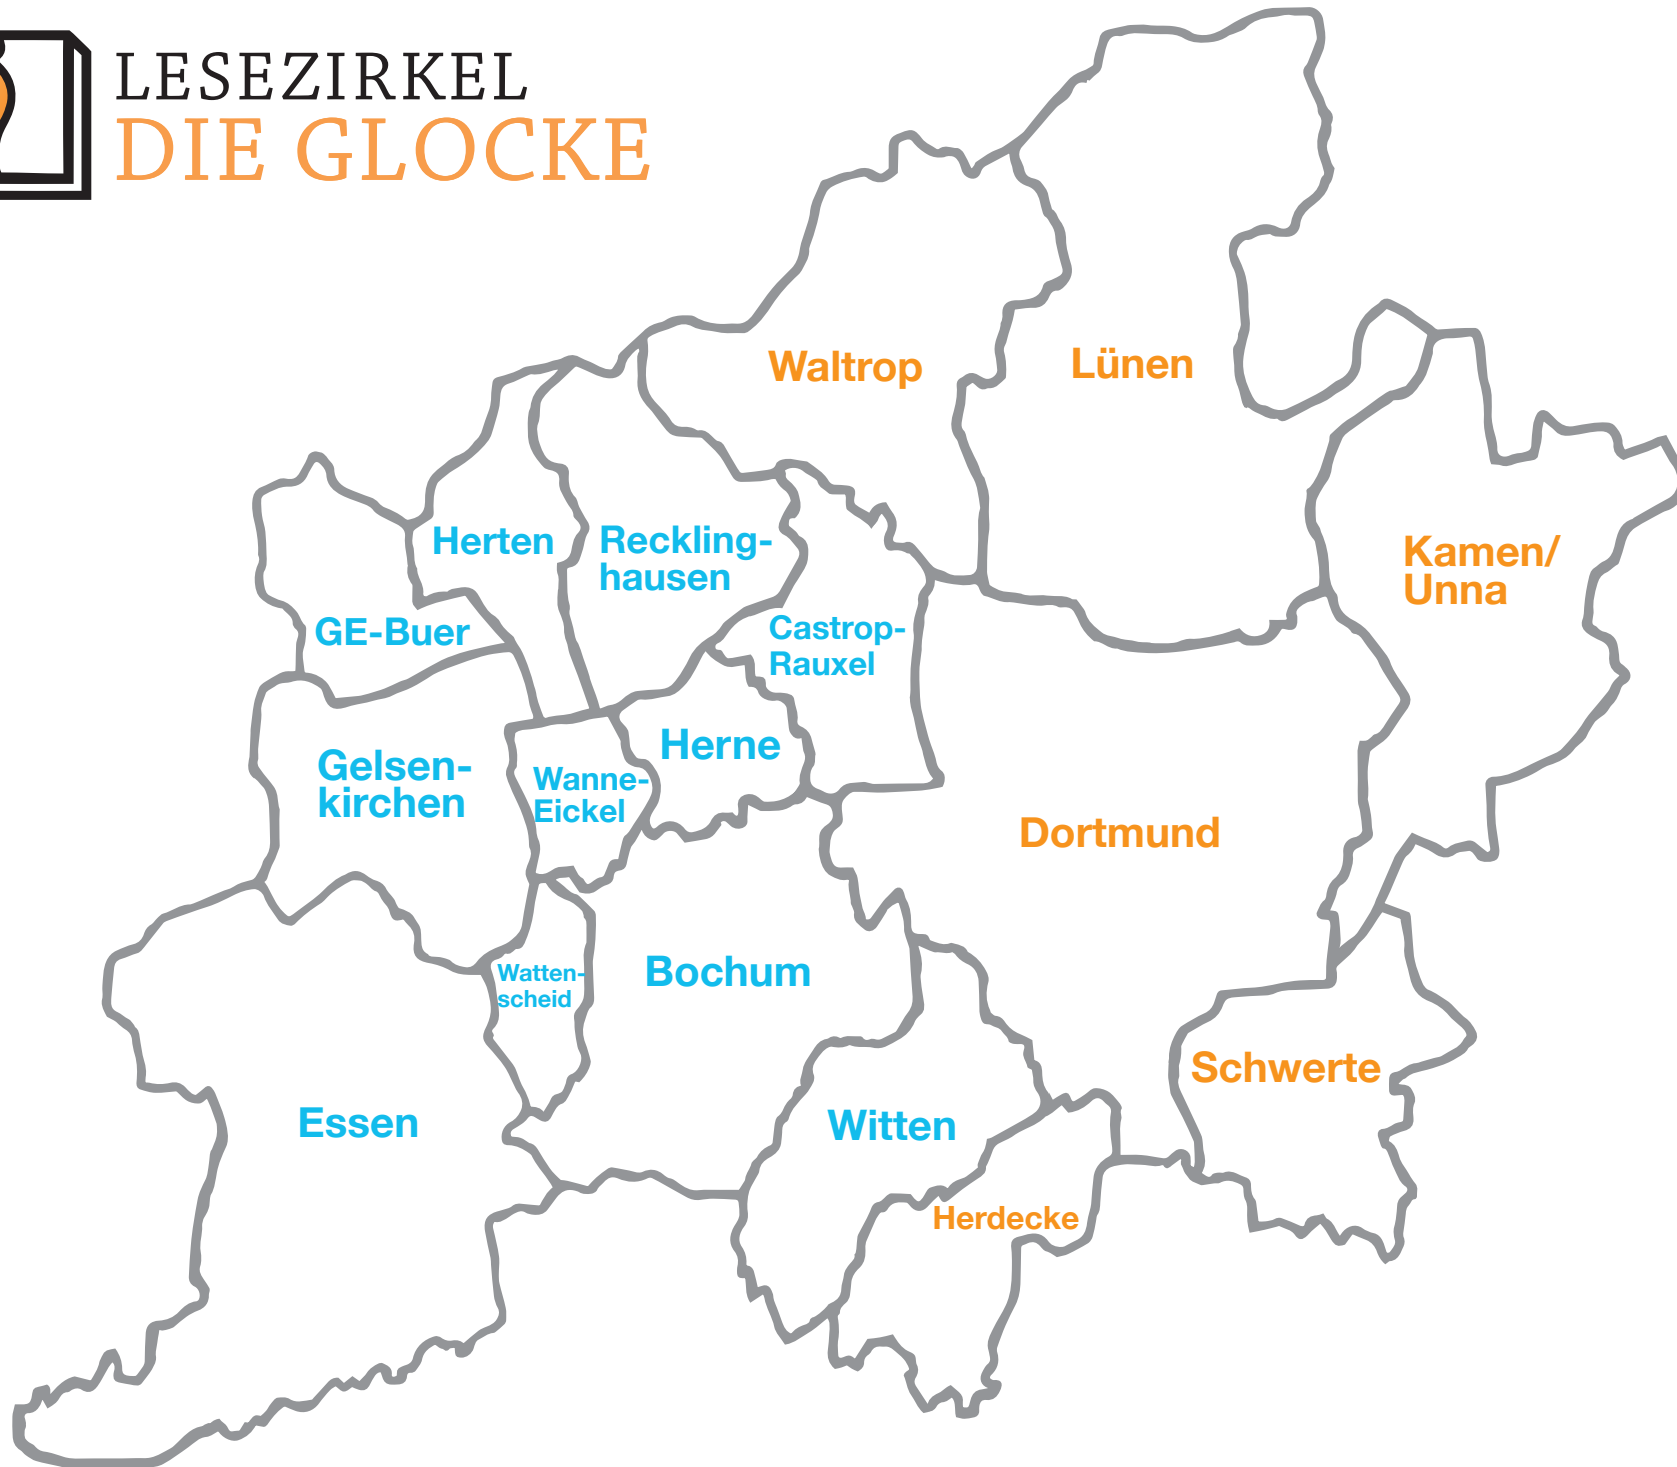 LESEZIRKEL
DIE GLOCKE
Waltrop
Lünen
Herten
Reckling-
hausen
Kamen/
Unna
GE-Buer
Castrop-
Rauxel
Herne
Gelsen-
kirchen
Wanne-
Eickel
Dortmund
Watten-
scheid
Bochum
Schwerte
Essen
Witten
Herdecke